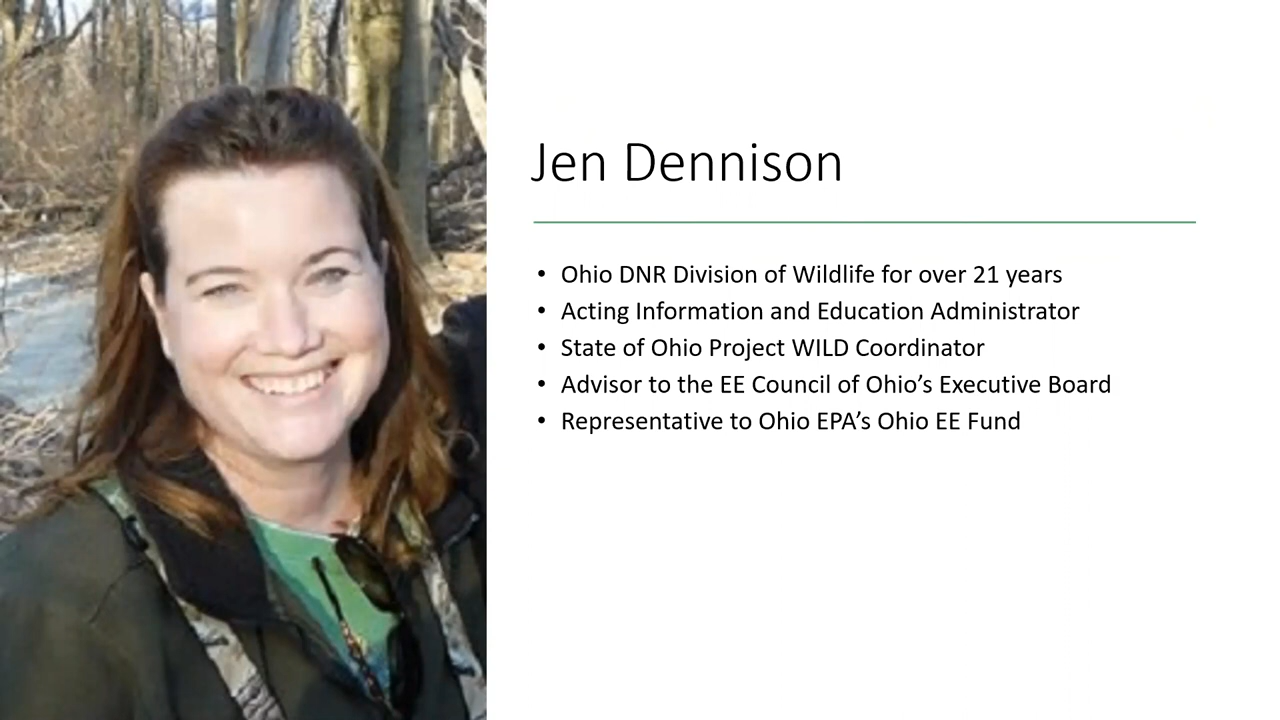 Jen Dennison
• Ohio DNR Division of Wildlife for over 21 years
• Acting Information and Education Administrator
• State of Ohio Project WILD Coordinator
• Advisor to the EE Council of Ohio’s Executive Board
• Representative to Ohio EPA’s Ohio EE Fund